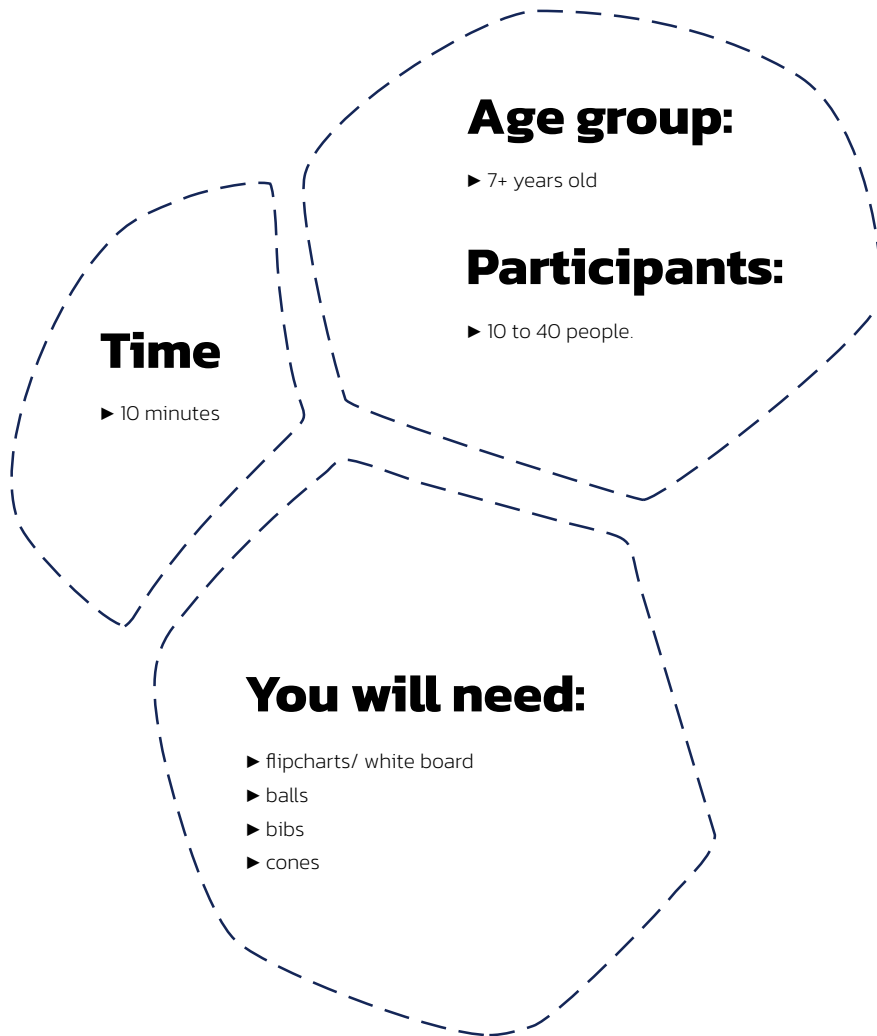 Age group:
► 7+ years old
Participants:
► 10 to 40 people.
Time
► 10 minutes
You will need:
► flipcharts/ white board
► balls
► bibs
► cones